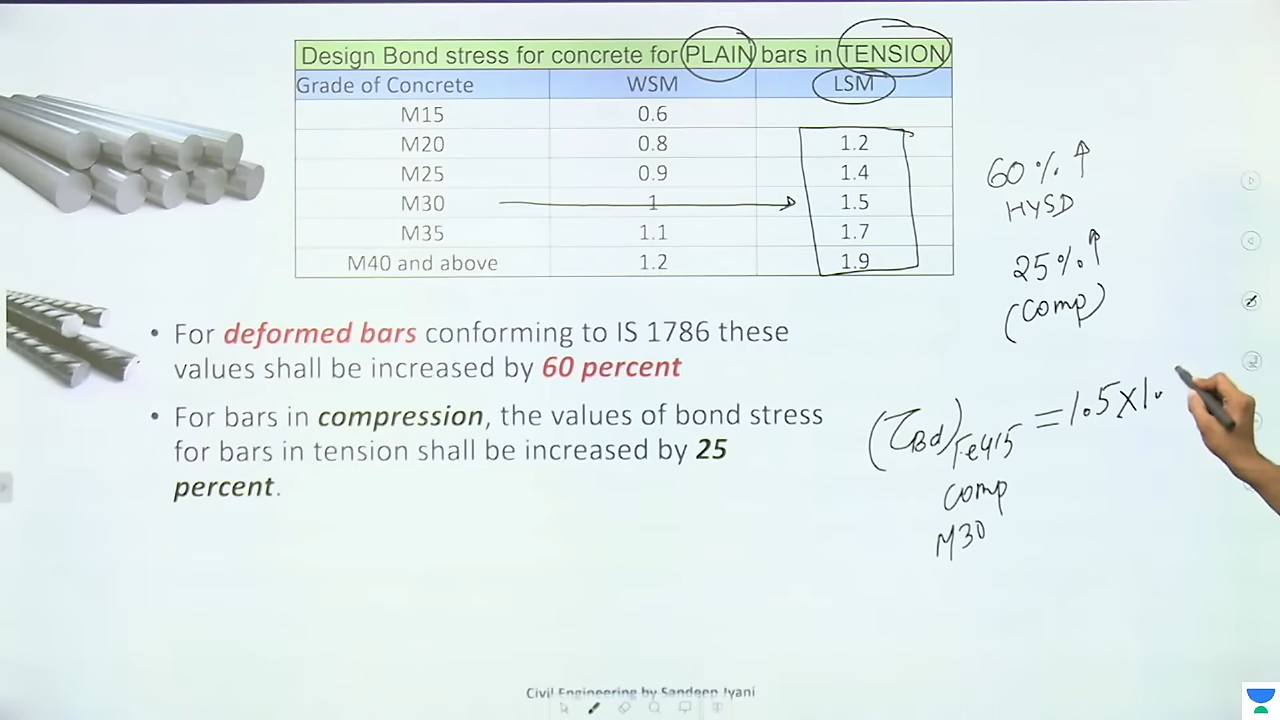 Design Bond stress for concrete for PLAIN bars in TENSION
Grade of Concrete WSM LSM
M15 0.6
M20 0.8 1.2
M25 0.9 1.4
M30 1 1.5
M35 1.1 1.7
M40 and above 1.2 1.9
60% ↑
HYSD
25% ↑
(Comp)
• For deformed bars conforming to IS 1786 these
values shall be increased by 60 percent
• For bars in compression, the values of bond stress
for bars in tension shall be increased by 25
percent.
(τBd)Fe415 = 1.5×1.
Comp
M30
Civil Engineering by Sandeep Jyani